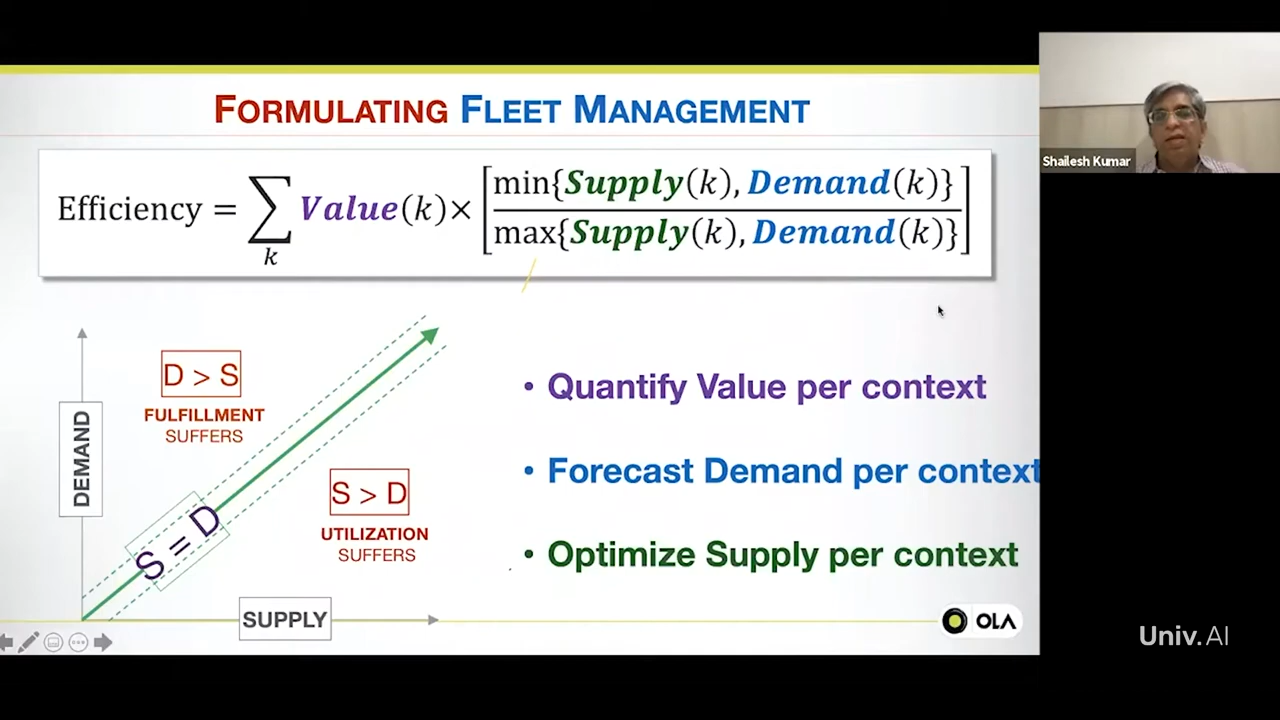 FORMULATING FLEET MANAGEMENT
Efficiency = ∑ₖ Value(k) × [min{Supply(k), Demand(k)} / max{Supply(k), Demand(k)}]
Shailesh Kumar
D > S
FULFILLMENT
SUFFERS
DEMAND
S > D
UTILIZATION
SUFFERS
S = D
SUPPLY
• Quantify Value per context
• Forecast Demand per context
• Optimize Supply per context
OLA
Univ.AI